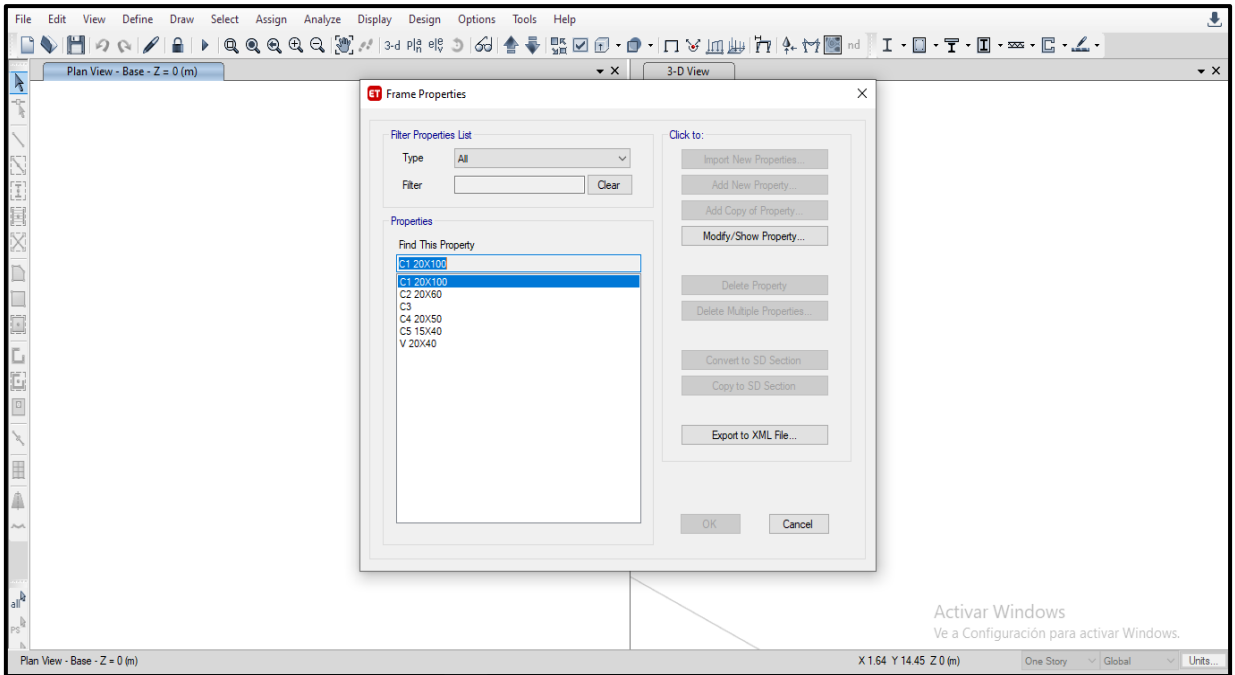 File Edit View Define Draw Select Assign Analyze Display Design Options Tools Help
3-d nd
Plan View - Base - Z = 0 (m)
3-D View
ET Frame Properties
Filter Properties List
Type All
Filter Clear
Properties
Find This Property
C1 20X100
C1 20X100
C2 20X60
C3
C4 20X50
C5 15X40
V 20X40
Click to:
Import New Properties...
Add New Property...
Add Copy of Property...
Modify/Show Property...
Delete Property
Delete Multiple Properties...
Convert to SD Section
Copy to SD Section
Export to XML File...
OK Cancel
all
PS
Activar Windows
Ve a Configuración para activar Windows.
Plan View - Base - Z = 0 (m) X 1.64 Y 14.45 Z 0 (m) One Story Global Units...